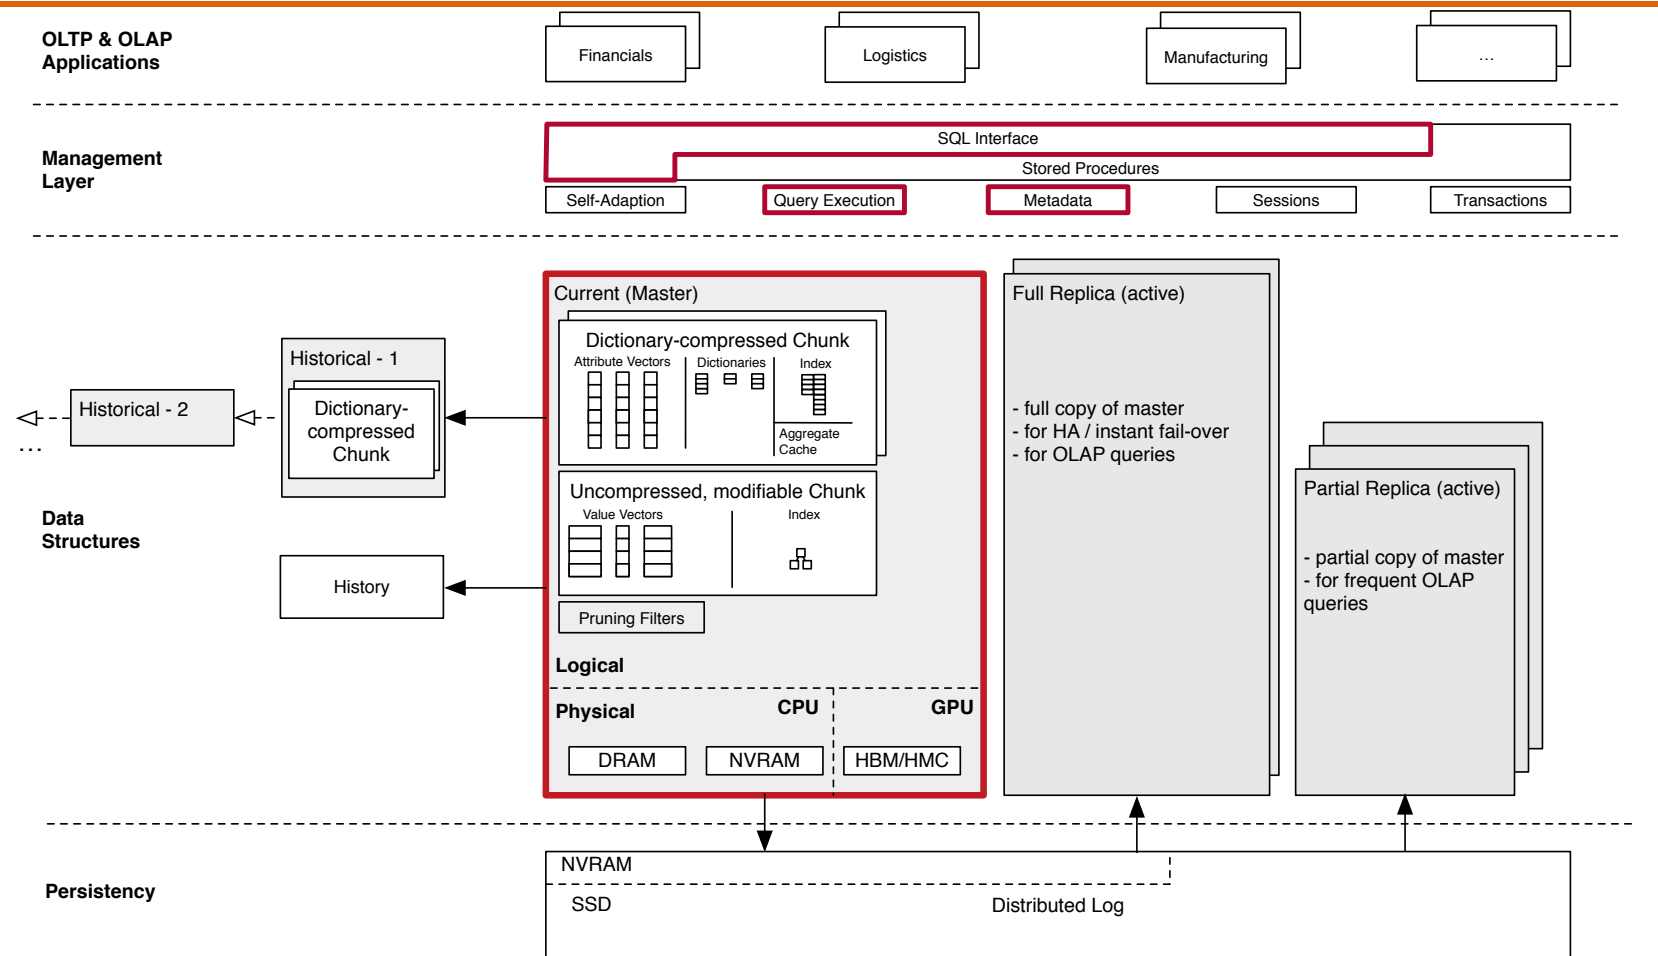 OLTP & OLAP
Applications
Financials
Logistics
Manufacturing
...
Management
Layer
SQL Interface
Stored Procedures
Self-Adaption
Query Execution
Metadata
Sessions
Transactions
Data
Structures
...
Historical - 2
Historical - 1
Dictionary-
compressed
Chunk
History
Current (Master)
Dictionary-compressed Chunk
Attribute Vectors
Dictionaries
Index
Aggregate
Cache
Uncompressed, modifiable Chunk
Value Vectors
Index
Pruning Filters
Logical
Physical
CPU
GPU
DRAM
NVRAM
HBM/HMC
Full Replica (active)
- full copy of master
- for HA / instant fail-over
- for OLAP queries
Partial Replica (active)
- partial copy of master
- for frequent OLAP
queries
Persistency
NVRAM
SSD
Distributed Log